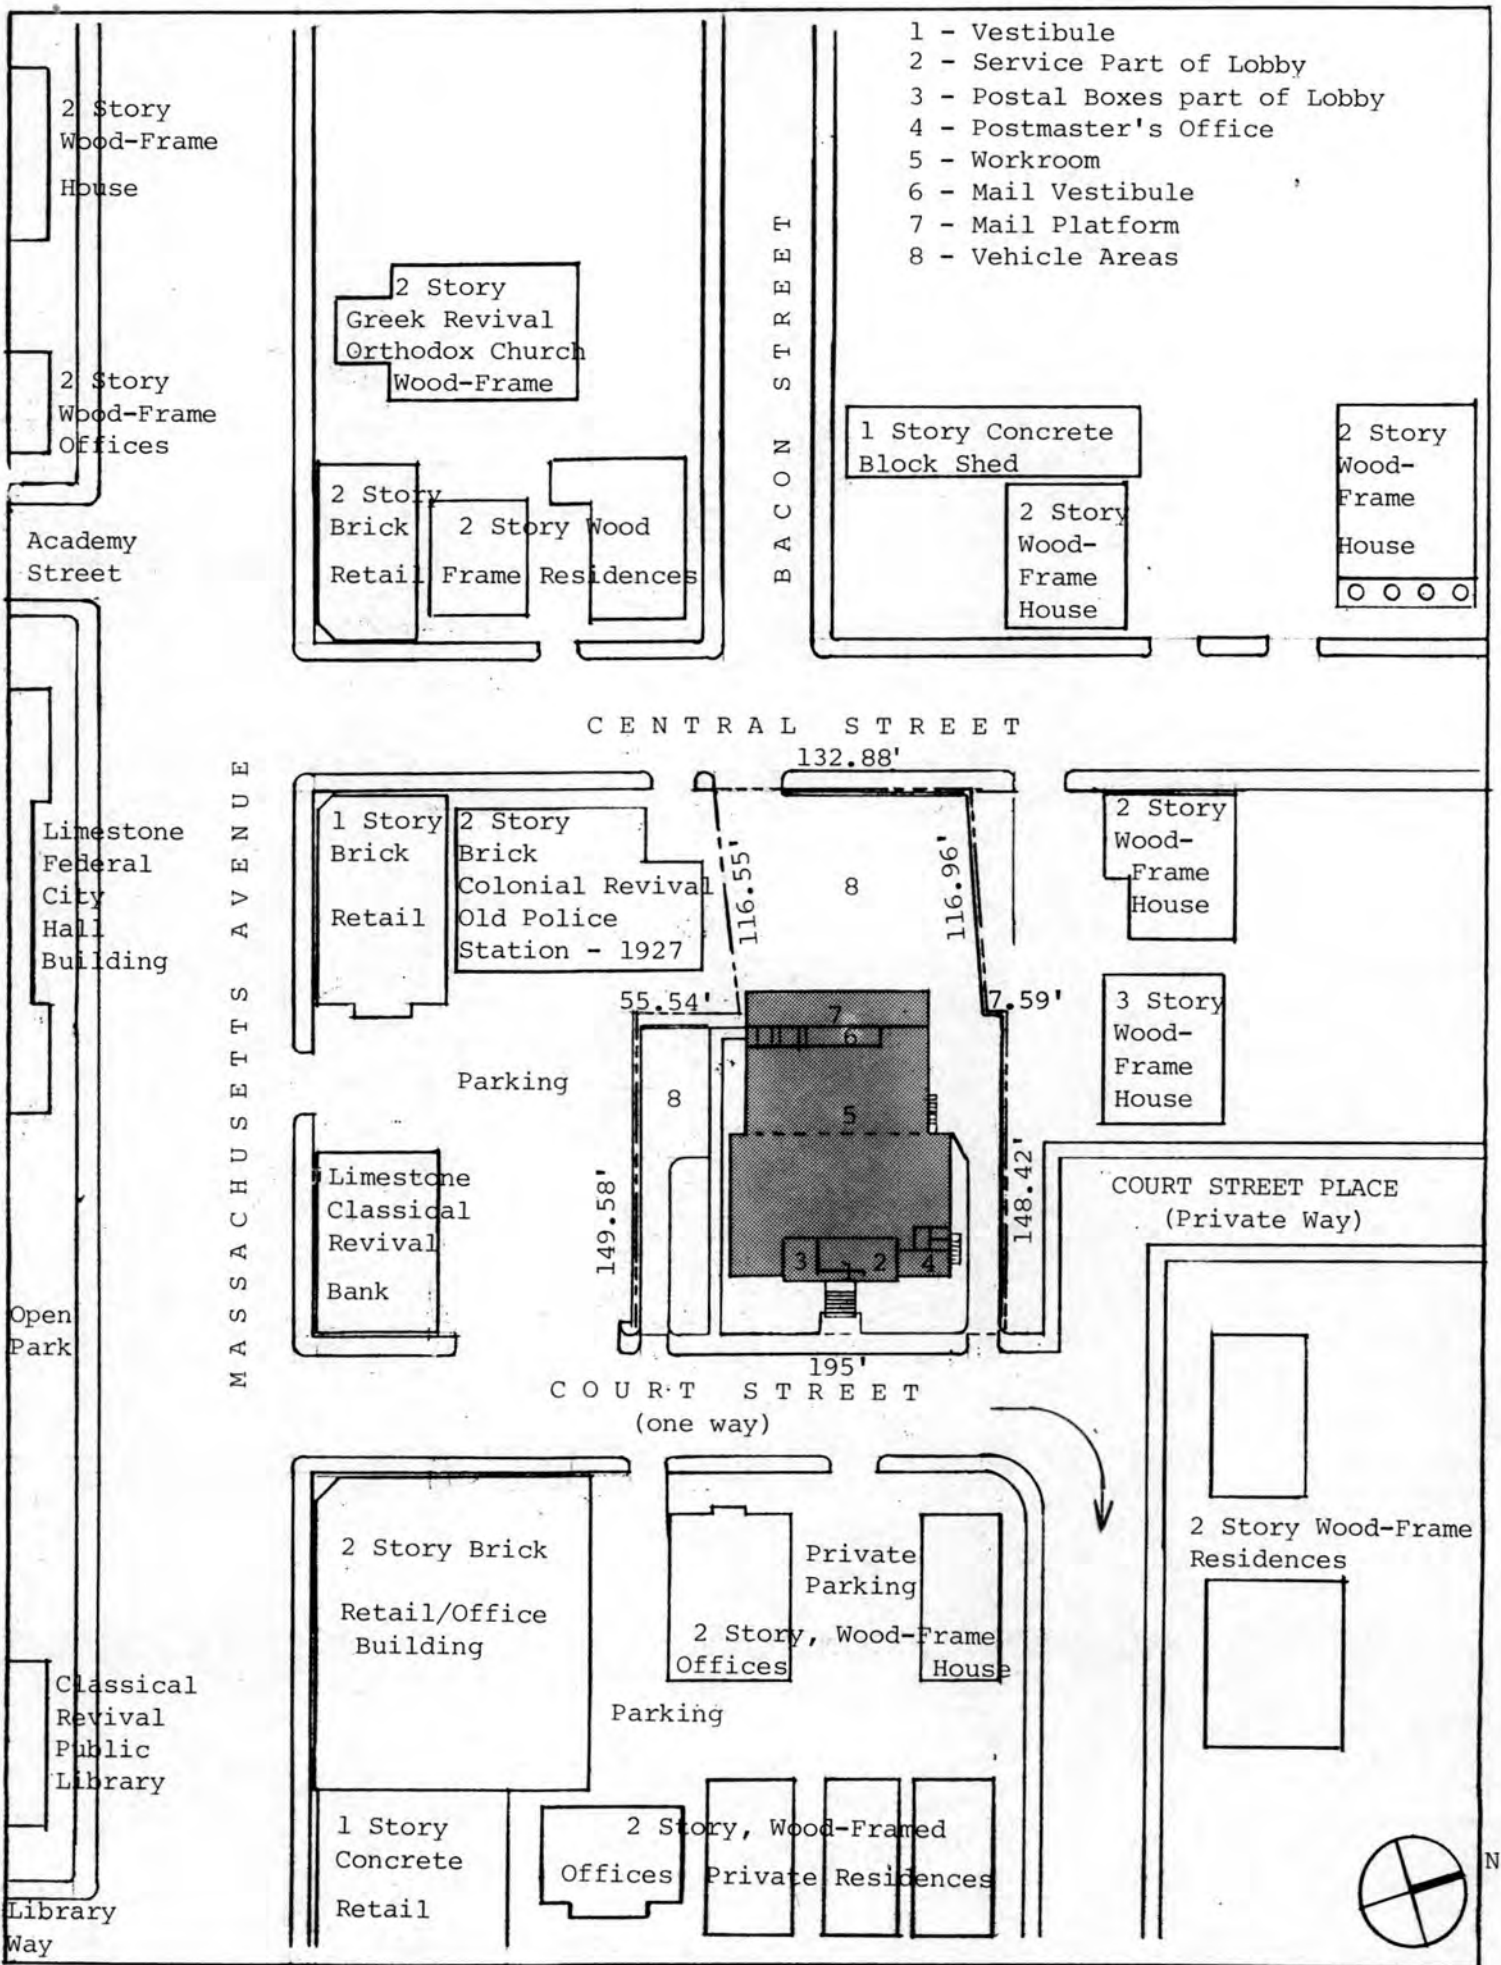 1 - Vestibule
2 - Service Part of Lobby
3 - Postal Boxes part of Lobby
4 - Postmaster's Office
5 - Workroom
6 - Mail Vestibule
7 - Mail Platform
8 - Vehicle Areas
2 Story
Wood-Frame
House
2 Story
Wood-Frame
Offices
Academy
Street
2 Story
Greek Revival
Orthodox Church
Wood-Frame
2 Story
Brick
Retail
2 Story Wood
Frame Residences
BACON STREET
1 Story Concrete
Block Shed
2 Story
Wood-
Frame
House
2 Story
Wood-
Frame
House
CENTRAL STREET
132.88'
MASSACHUSETTS AVENUE
Limestone
Federal
City
Hall
Building
1 Story
Brick
Retail
2 Story
Brick
Colonial Revival
Old Police
Station - 1927
116.55'
8
116.96'
2 Story
Wood-
Frame
House
55.54'
7
7.59'
6
3 Story
Wood-
Frame
House
Parking
8
5
149.58'
148.42'
Limestone
Classical
Revival
Bank
3
2
4
1
COURT STREET PLACE
(Private Way)
Open
Park
195'
COURT STREET
(one way)
2 Story Brick
Retail/Office
Building
Private
Parking
2 Story, Wood-Frame
Offices
House
2 Story Wood-Frame
Residences
Parking
Classical
Revival
Public
Library
1 Story
Concrete
Retail
2 Story, Wood-Framed
Offices
Private Residences
Library
Way
N